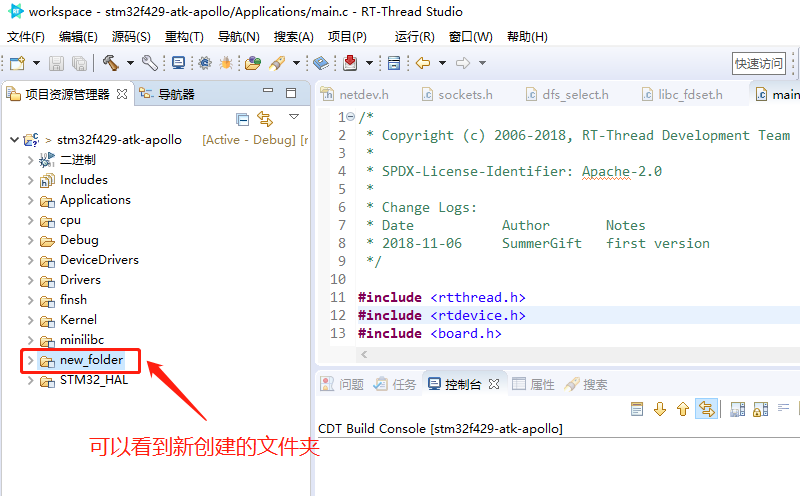 workspace - stm32f429-atk-apollo/Applications/main.c - RT-Thread Studio
文件(F) 编辑(E) 源码(S) 重构(T) 导航(N) 搜索(A) 项目(P) 运行(R) 窗口(W) 帮助(H)
快速访问
项目资源管理器 导航器
stm32f429-atk-apollo [Active - Debug]
二进制
Includes
Applications
cpu
Debug
DeviceDrivers
Drivers
finsh
Kernel
minilibc
new_folder
STM32_HAL
可以看到新创建的文件夹
netdev.h sockets.h dfs_select.h libc_fdset.h main
1 /*
2 * Copyright (c) 2006-2018, RT-Thread Development Team
3 *
4 * SPDX-License-Identifier: Apache-2.0
5 *
6 * Change Logs:
7 * Date Author Notes
8 * 2018-11-06 SummerGift first version
9 */
10
11 #include <rtthread.h>
12 #include <rtdevice.h>
13 #include <board.h>
问题 任务 控制台 属性 搜索
CDT Build Console [stm32f429-atk-apollo]